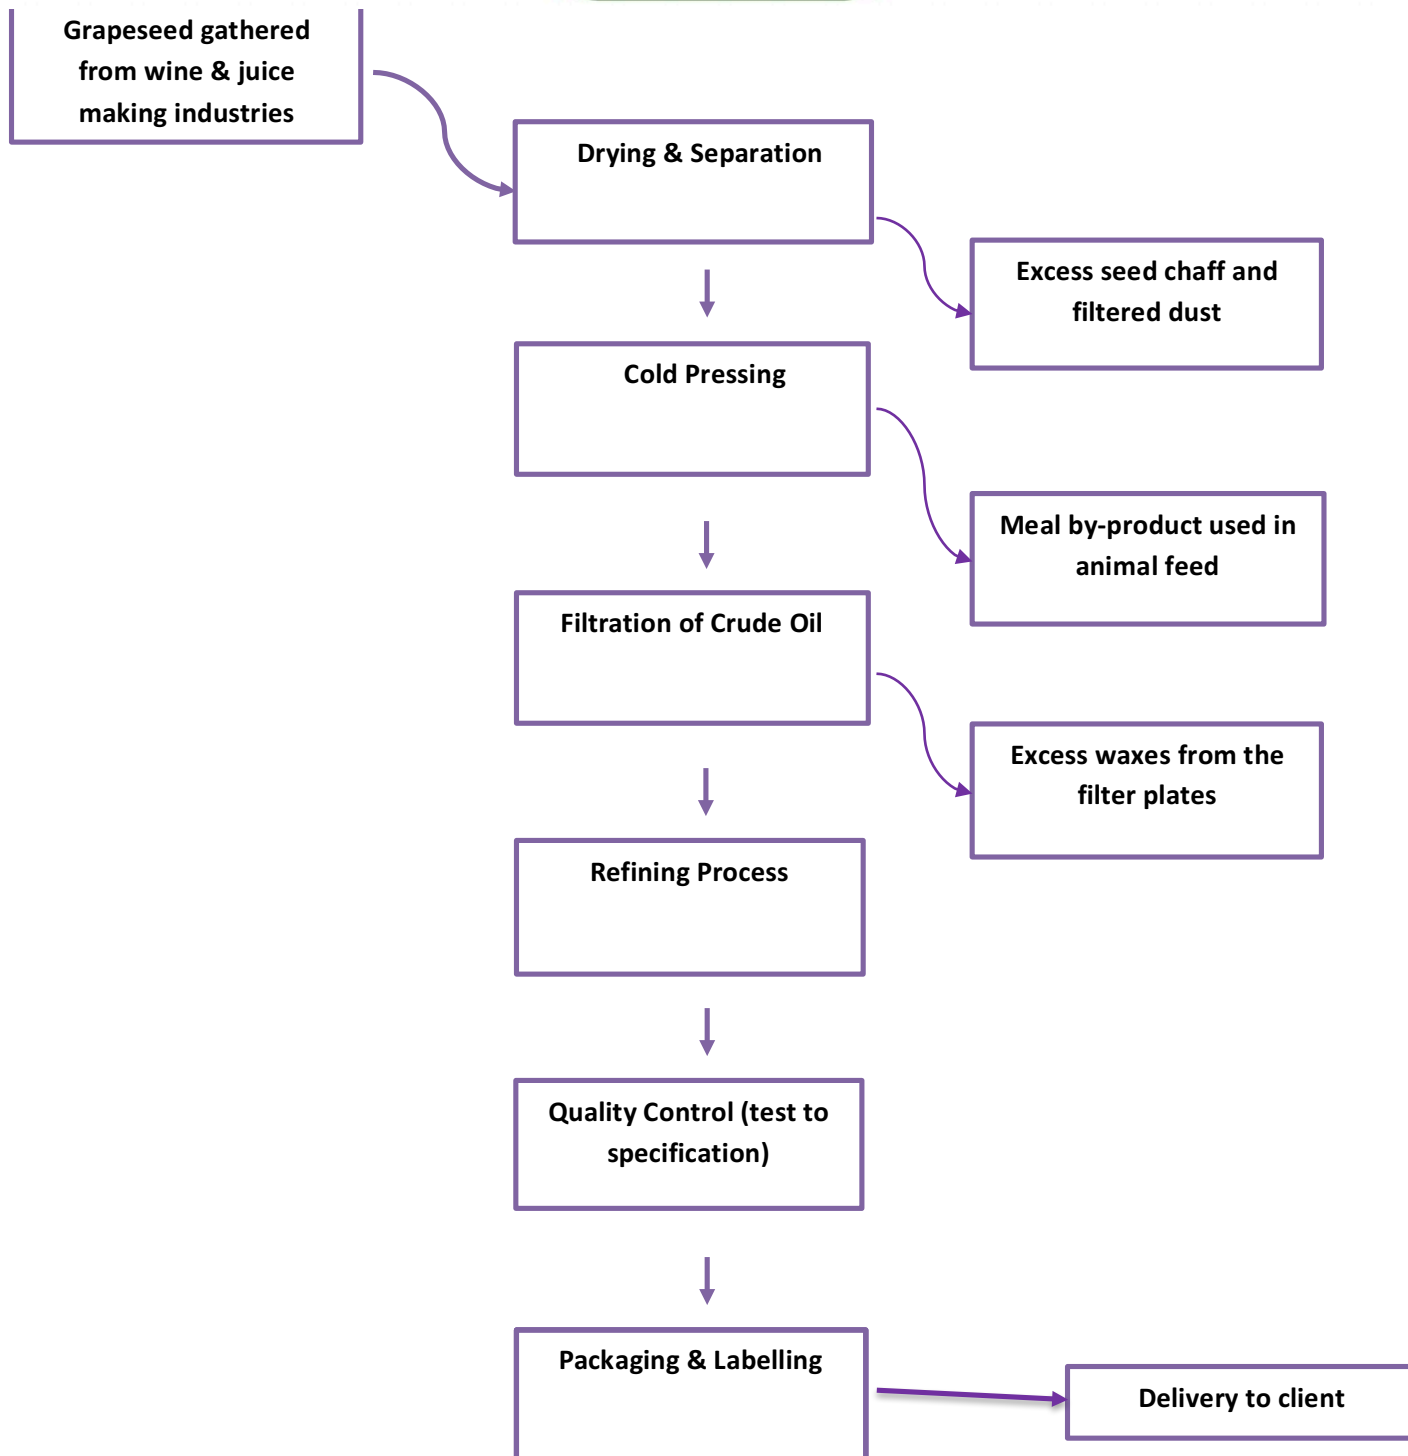 Grapeseed gathered
from wine & juice
making industries
Drying & Separation
Excess seed chaff and
filtered dust
Cold Pressing
Meal by-product used in
animal feed
Filtration of Crude Oil
Excess waxes from the
filter plates
Refining Process
Quality Control (test to
specification)
Packaging & Labelling
Delivery to client